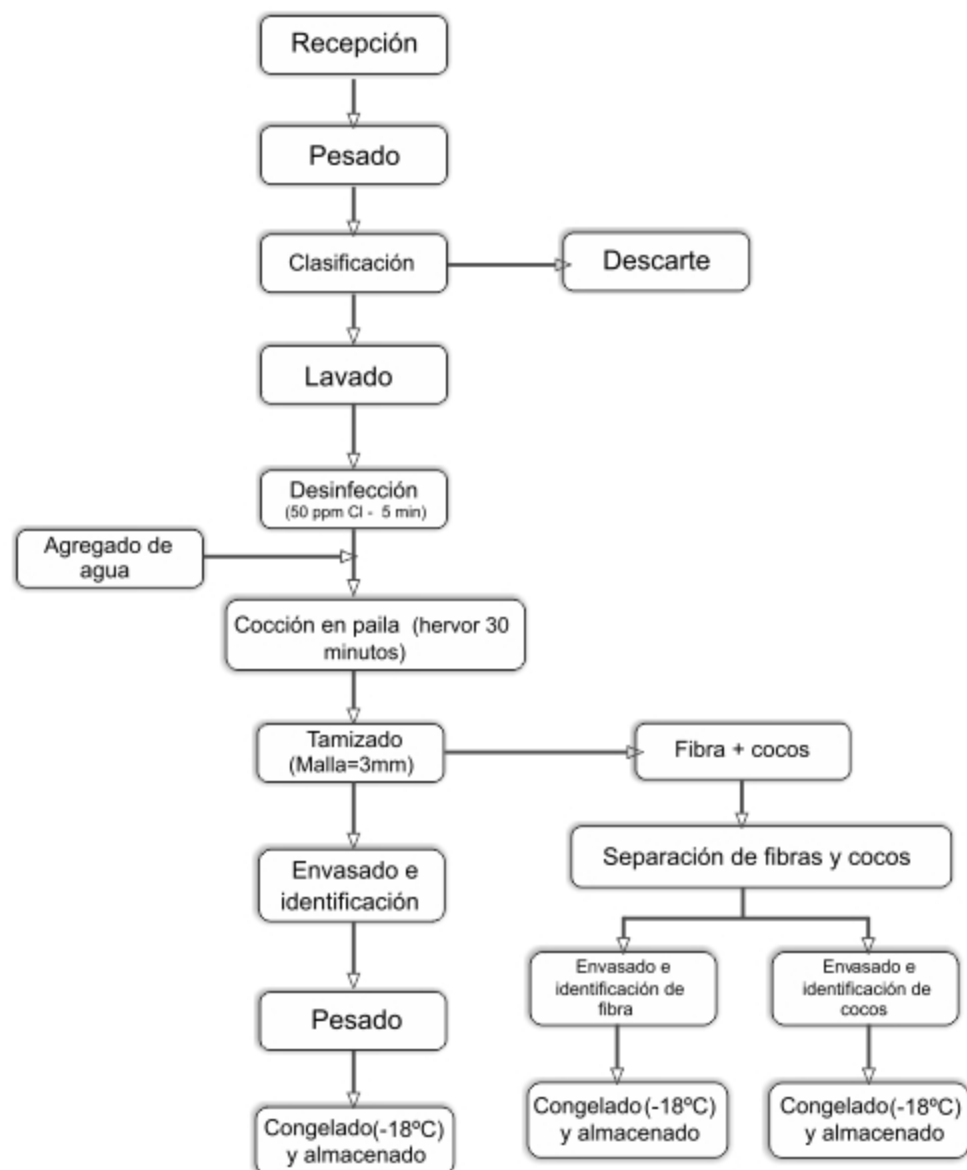 Recepción
Pesado
Clasificación
Descarte
Lavado
Desinfección
(50 ppm Cl - 5 min)
Agregado de
agua
Cocción en paila (hervor 30
minutos)
Tamizado
(Malla=3mm)
Fibra + cocos
Separación de fibras y cocos
Envasado e
identificación
Envasado e
identificación de
fibra
Envasado e
identificación de
cocos
Pesado
Congelado(-18ºC)
y almacenado
Congelado(-18ºC)
y almacenado
Congelado(-18ºC)
y almacenado